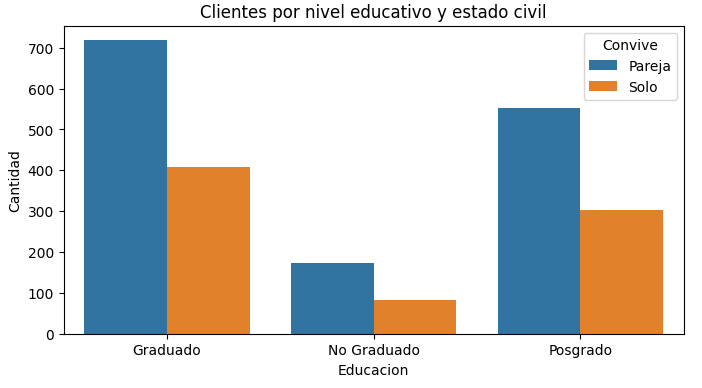 Clientes por nivel educativo y estado civil
Convive
Pareja
Solo
Cantidad
700
600
500
400
300
200
100
0
Graduado
No Graduado
Posgrado
Educacion